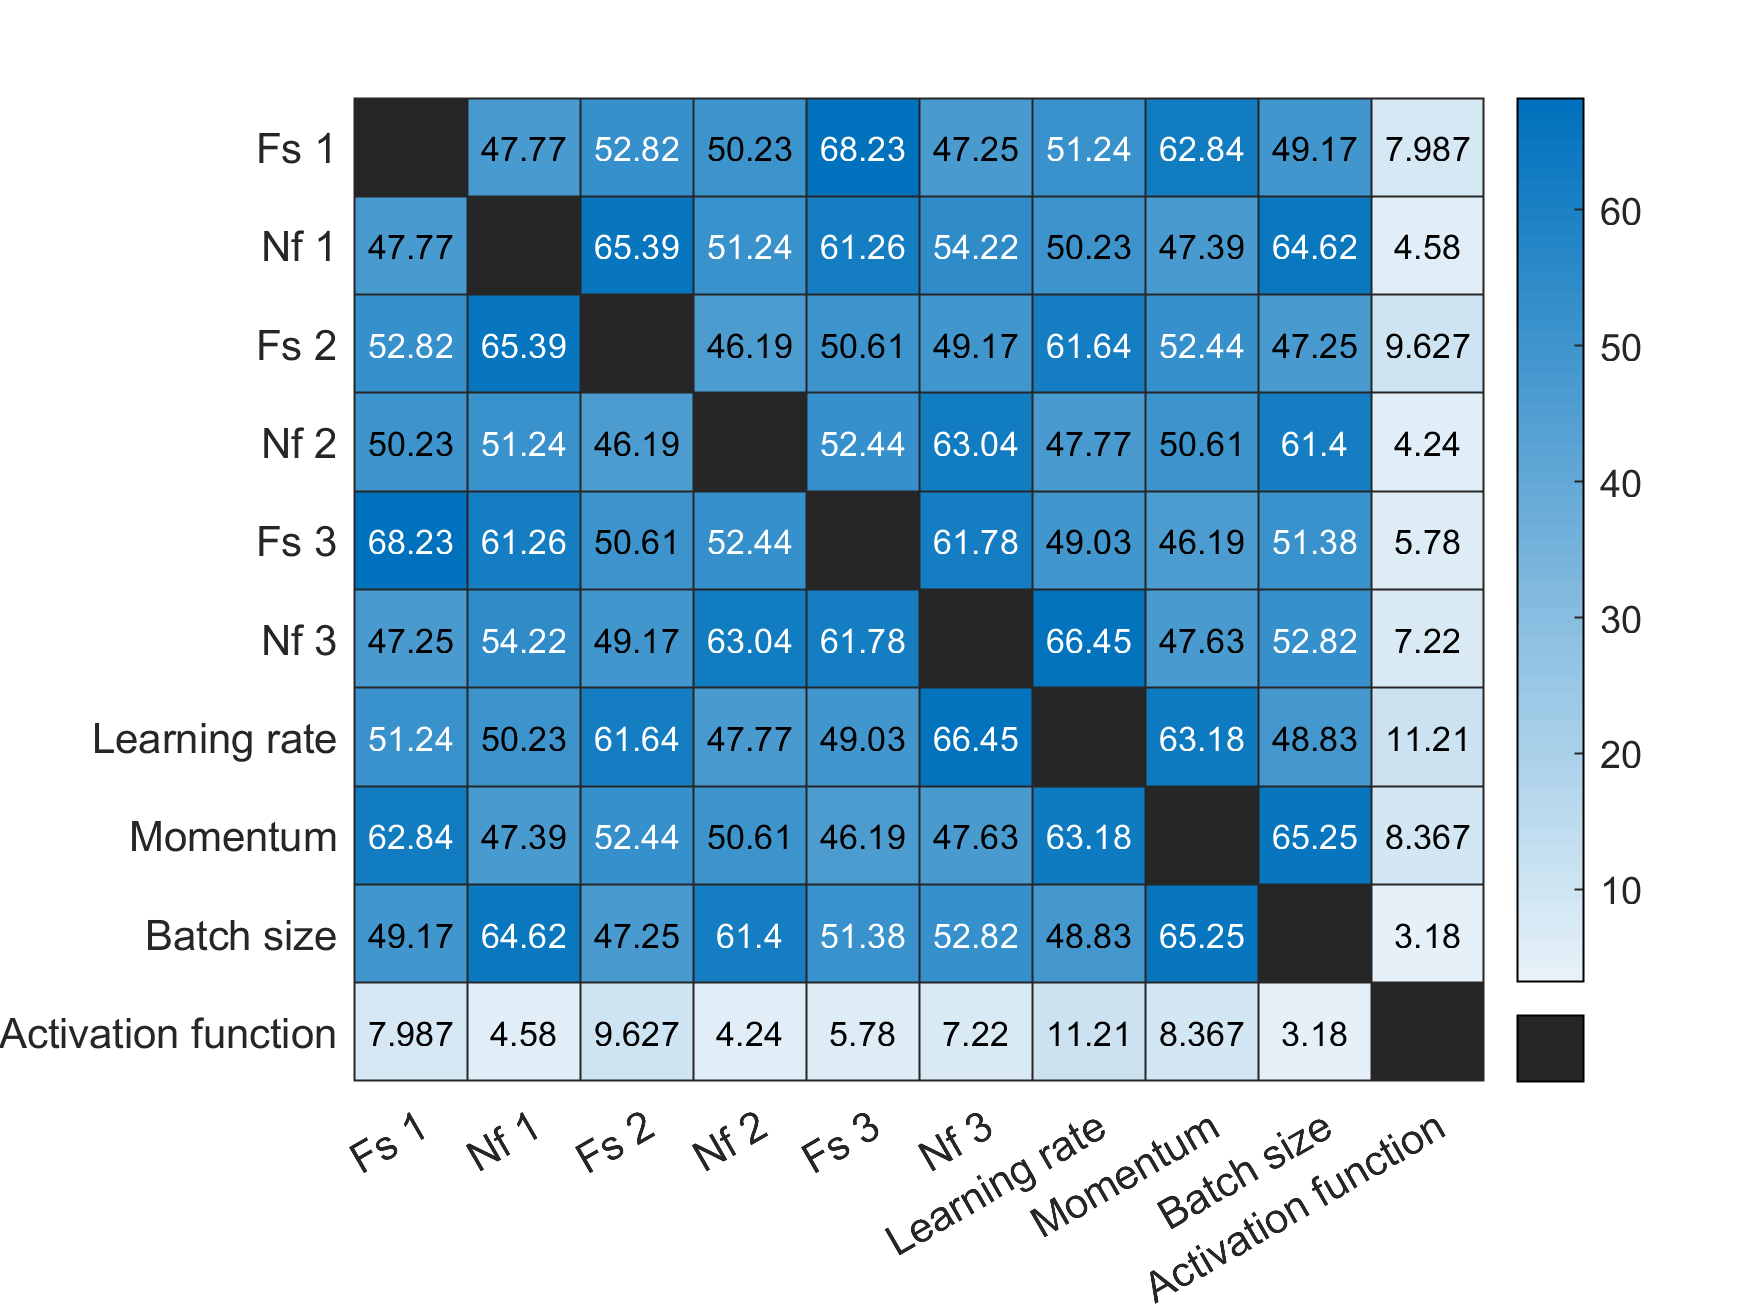 Fs 1 47.77 52.82 50.23 68.23 47.25 51.24 62.84 49.17 7.987
Nf 1 47.77 65.39 51.24 61.26 54.22 50.23 47.39 64.62 4.58
Fs 2 52.82 65.39 46.19 50.61 49.17 61.64 52.44 47.25 9.627
Nf 2 50.23 51.24 46.19 52.44 63.04 47.77 50.61 61.4 4.24
Fs 3 68.23 61.26 50.61 52.44 61.78 49.03 46.19 51.38 5.78
Nf 3 47.25 54.22 49.17 63.04 61.78 66.45 47.63 52.82 7.22
Learning rate 51.24 50.23 61.64 47.77 49.03 66.45 63.18 48.83 11.21
Momentum 62.84 47.39 52.44 50.61 46.19 47.63 63.18 65.25 8.367
Batch size 49.17 64.62 47.25 61.4 51.38 52.82 48.83 65.25 3.18
Activation function 7.987 4.58 9.627 4.24 5.78 7.22 11.21 8.367 3.18
Fs 1
Nf 1
Fs 2
Nf 2
Fs 3
Nf 3
Learning rate
Momentum
Batch size
Activation function
60
50
40
30
20
10